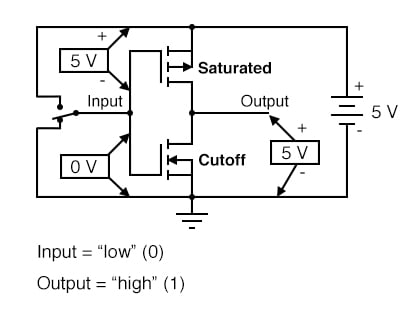 +
5 V
-
Saturated
Input
Output
+
5 V
-
+
5 V
-
0 V
Cutoff
Input = “low” (0)
Output = “high” (1)